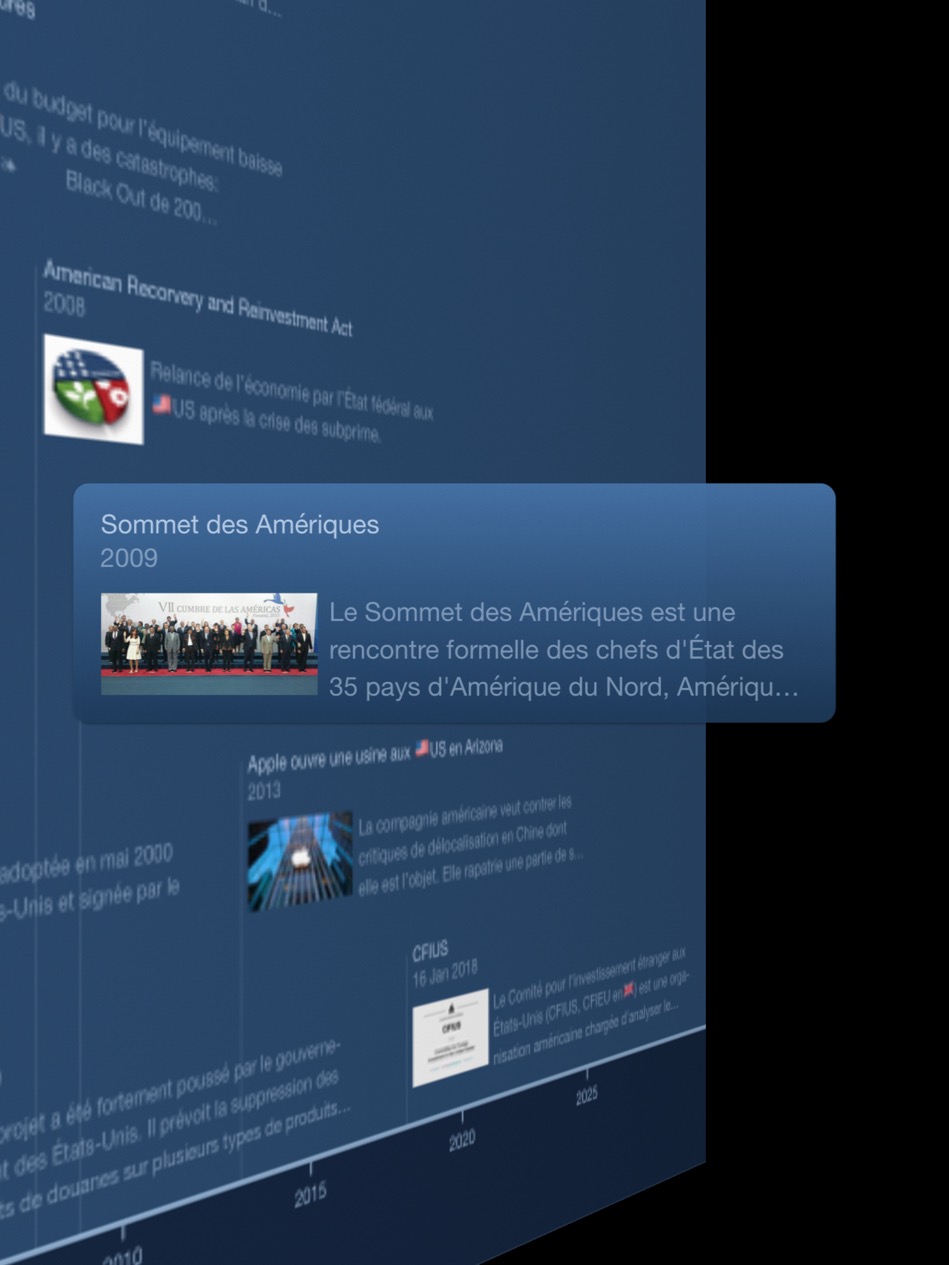 du budget pour l'équipement baisse
US, il y a des catastrophes:
Black Out de 200...
American Recorvery and Reinvestment Act
2008
Relance de l'économie par l'État fédéral aux
🇺🇸US après la crise des subprime.
Sommet des Amériques
2009
VII CUMBRE DE LAS AMÉRICAS
Le Sommet des Amériques est une
rencontre formelle des chefs d'État des
35 pays d'Amérique du Nord, Amériqu…
Apple ouvre une usine aux 🇺🇸US en Arizona
2013
La compagnie américaine veut contrer les
critiques de délocalisation en Chine dont
elle est l'objet. Elle rapatrie une partie de s...
adoptée en mai 2000
s-Unis et signée par le
CFIUS
16 Jan 2018
CFIUS
Le Comité pour l'investissement étranger aux
États-Unis (CFIUS, CFIEU en ) est une orga-
nisation américaine chargée d'analyser le...
projet a été fortement poussé par le gouverne-
t des États-Unis. Il prévoit la suppression des
ts de douanes sur plusieurs types de produits...
2010
2015
2020
2025